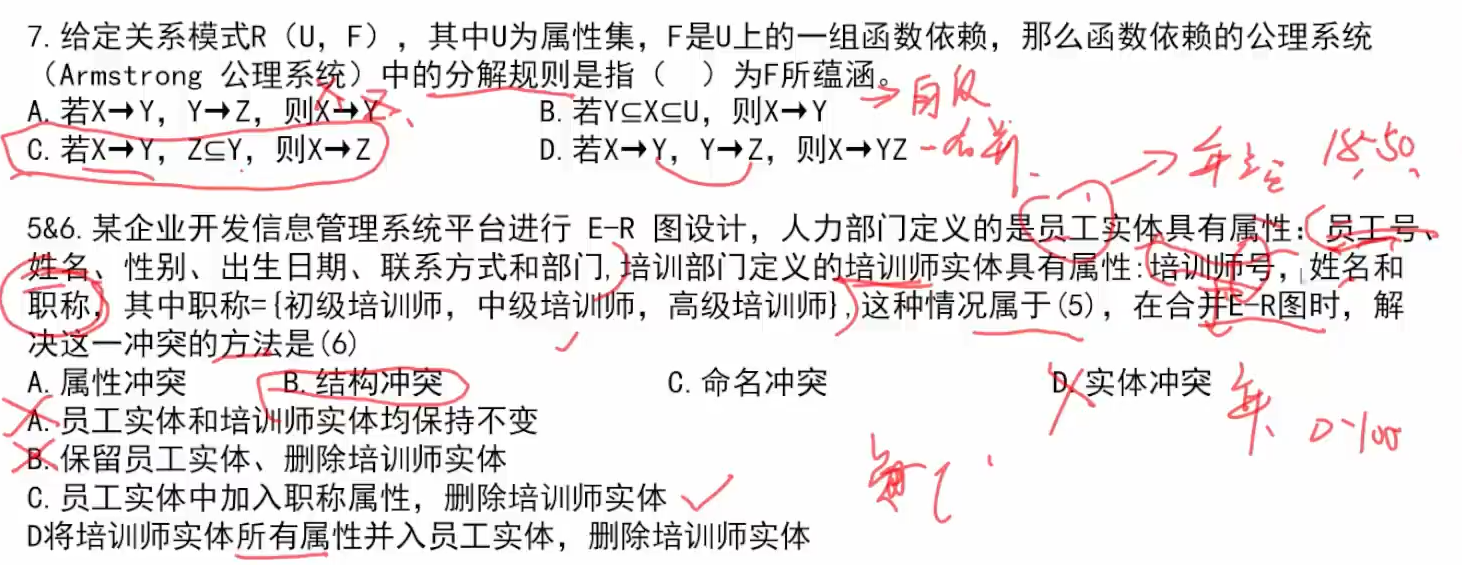 7. 给定关系模式R（U, F），其中U为属性集，F是U上的一组函数依赖，那么函数依赖的公理系统
（Armstrong 公理系统）中的分解规则是指（ ）为F所蕴涵。
A. 若X→Y，Y→Z，则X→Y
B. 若Y⊆X⊆U，则X→Y
C. 若X→Y，Z⊆Y，则X→Z
D. 若X→Y，Y→Z，则X→YZ
18-50
5&6. 某企业开发信息管理系统平台进行 E-R 图设计，人力部门定义的是员工实体具有属性：员工号、
姓名、性别、出生日期、联系方式和部门,培训部门定义的培训师实体具有属性:培训师号，姓名和
职称，其中职称={初级培训师，中级培训师，高级培训师},这种情况属于(5)，在合并E-R图时，解
决这一冲突的方法是(6)
A. 属性冲突
B. 结构冲突
C. 命名冲突
D. 实体冲突
A. 员工实体和培训师实体均保持不变
0-100
B. 保留员工实体、删除培训师实体
C. 员工实体中加入职称属性，删除培训师实体
D将培训师实体所有属性并入员工实体，删除培训师实体